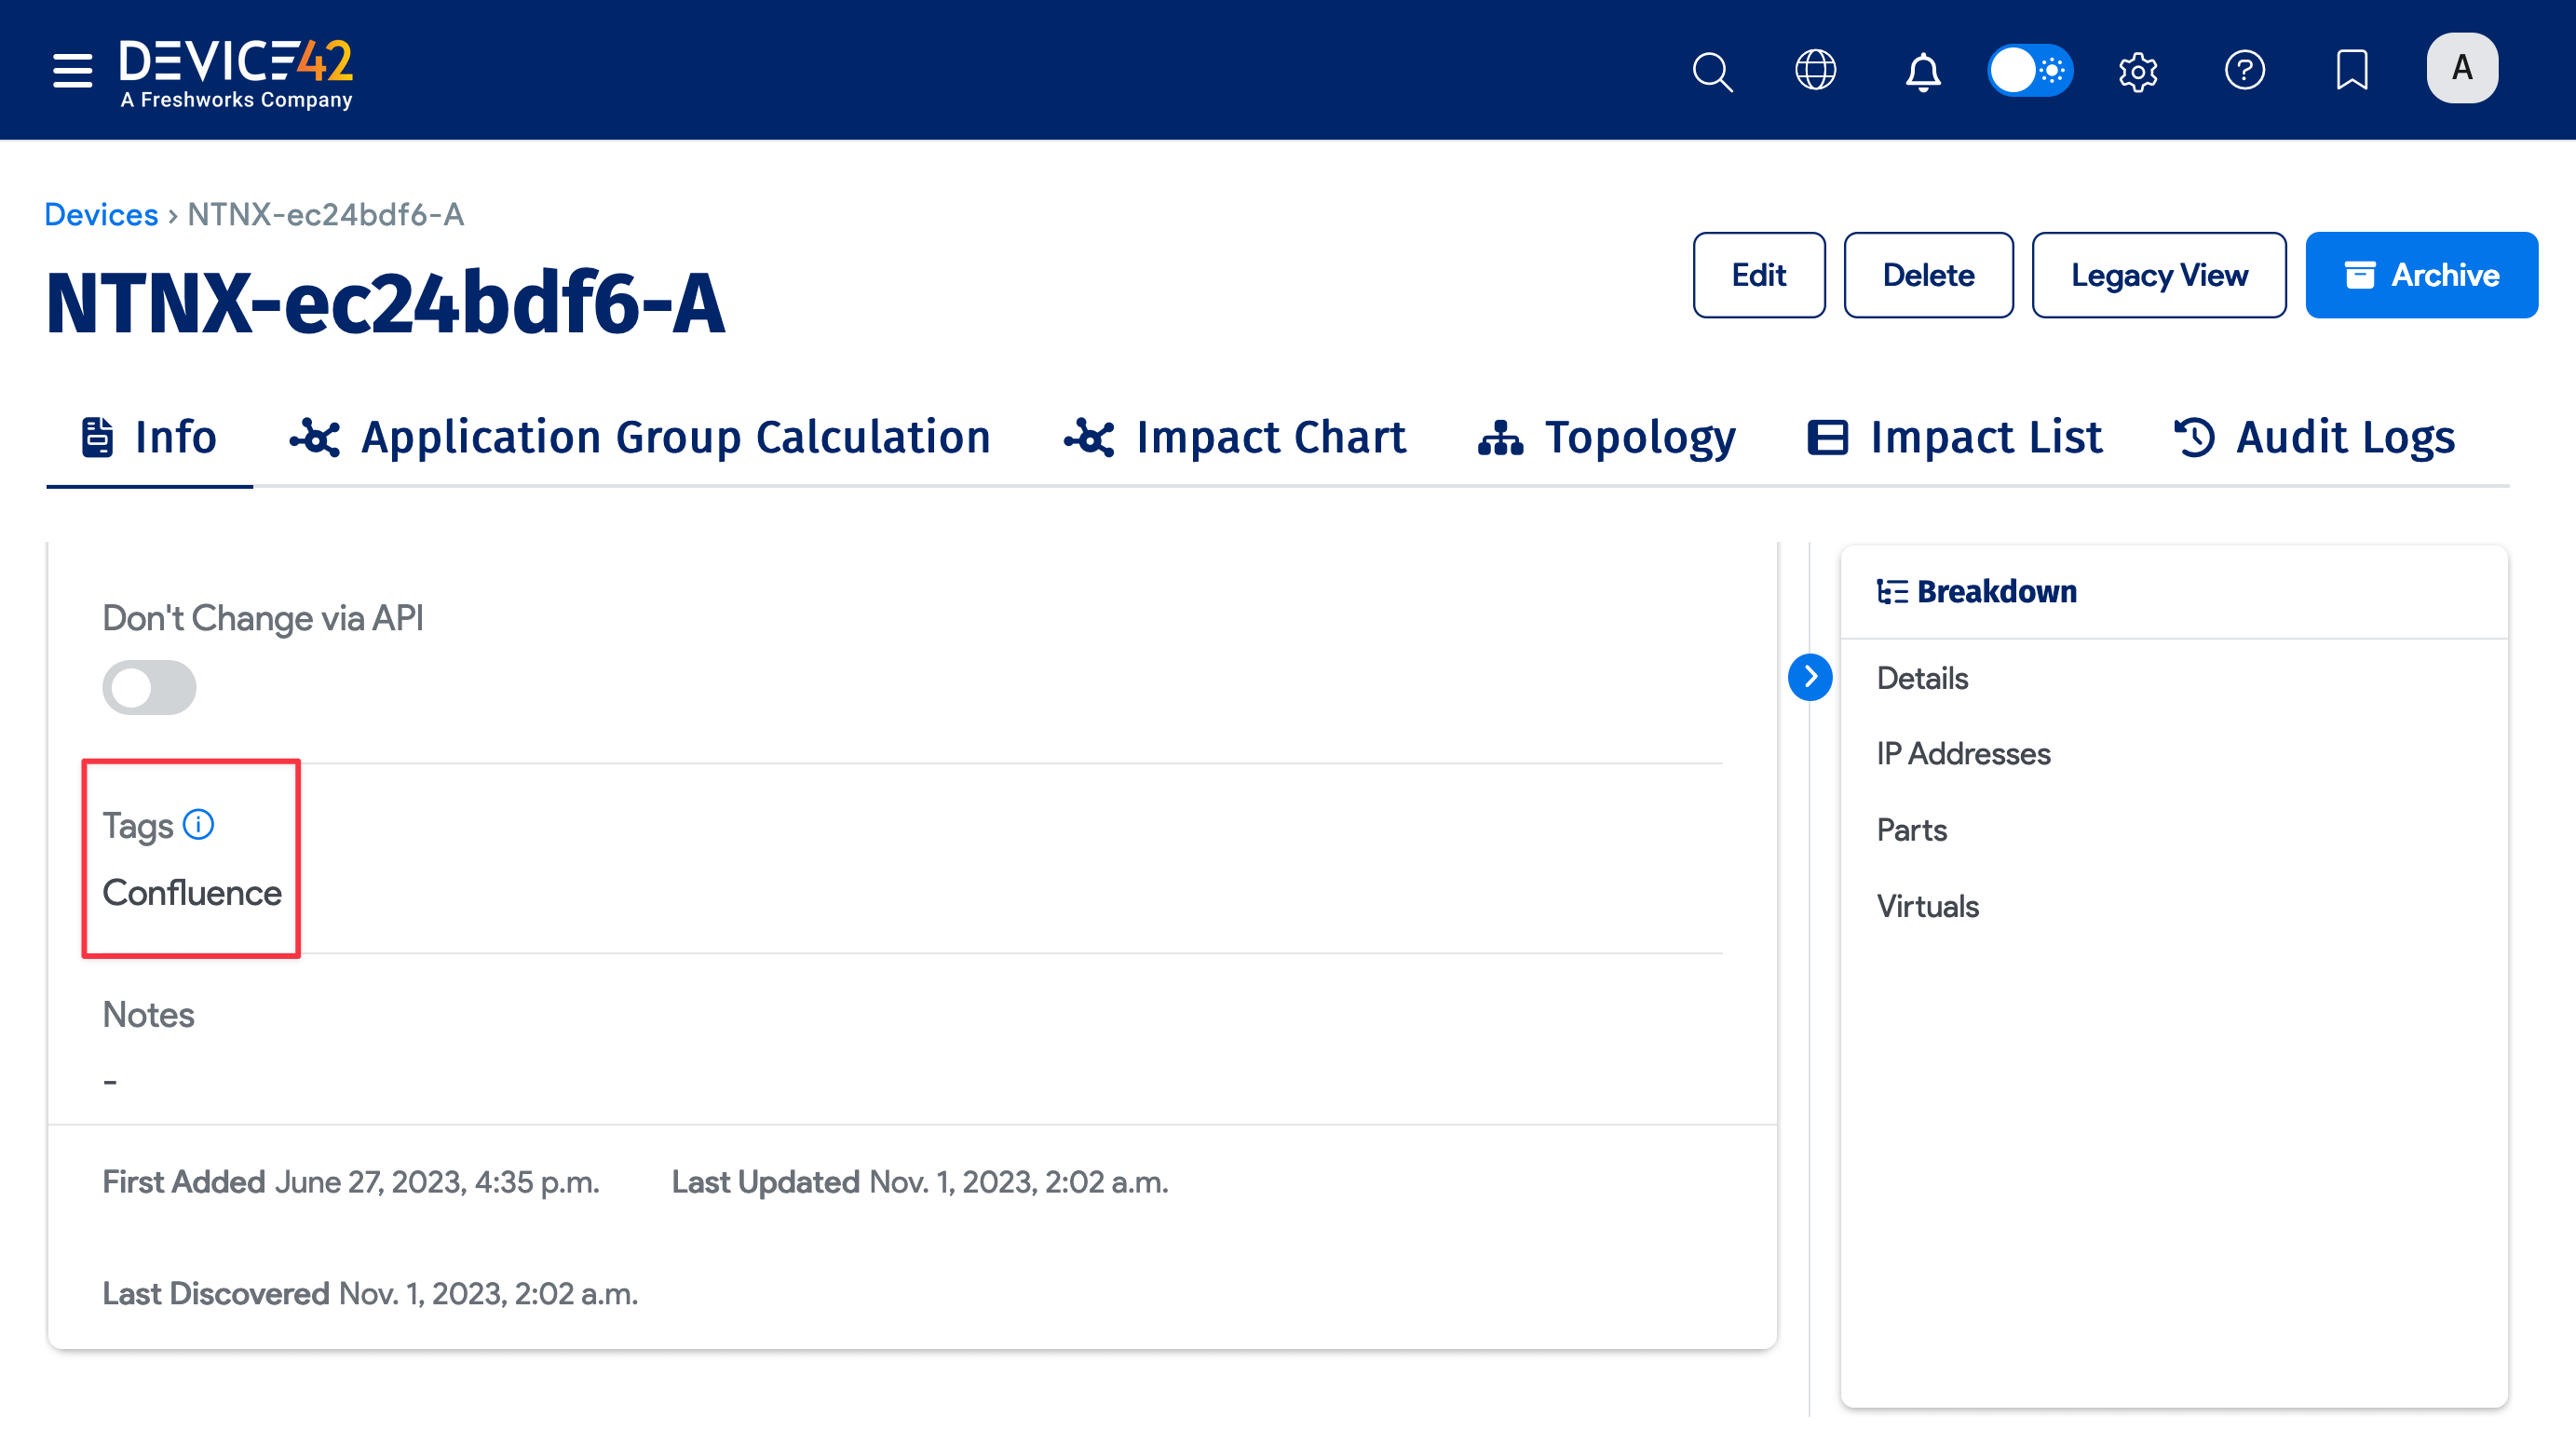 DEVICE42
A Freshworks Company
A
Devices › NTNX-ec24bdf6-A
NTNX-ec24bdf6-A
Edit
Delete
Legacy View
Archive
Info
Application Group Calculation
Impact Chart
Topology
Impact List
Audit Logs
Don't Change via API
Tags
Confluence
Notes
-
First Added June 27, 2023, 4:35 p.m.
Last Updated Nov. 1, 2023, 2:02 a.m.
Last Discovered Nov. 1, 2023, 2:02 a.m.
Breakdown
Details
IP Addresses
Parts
Virtuals